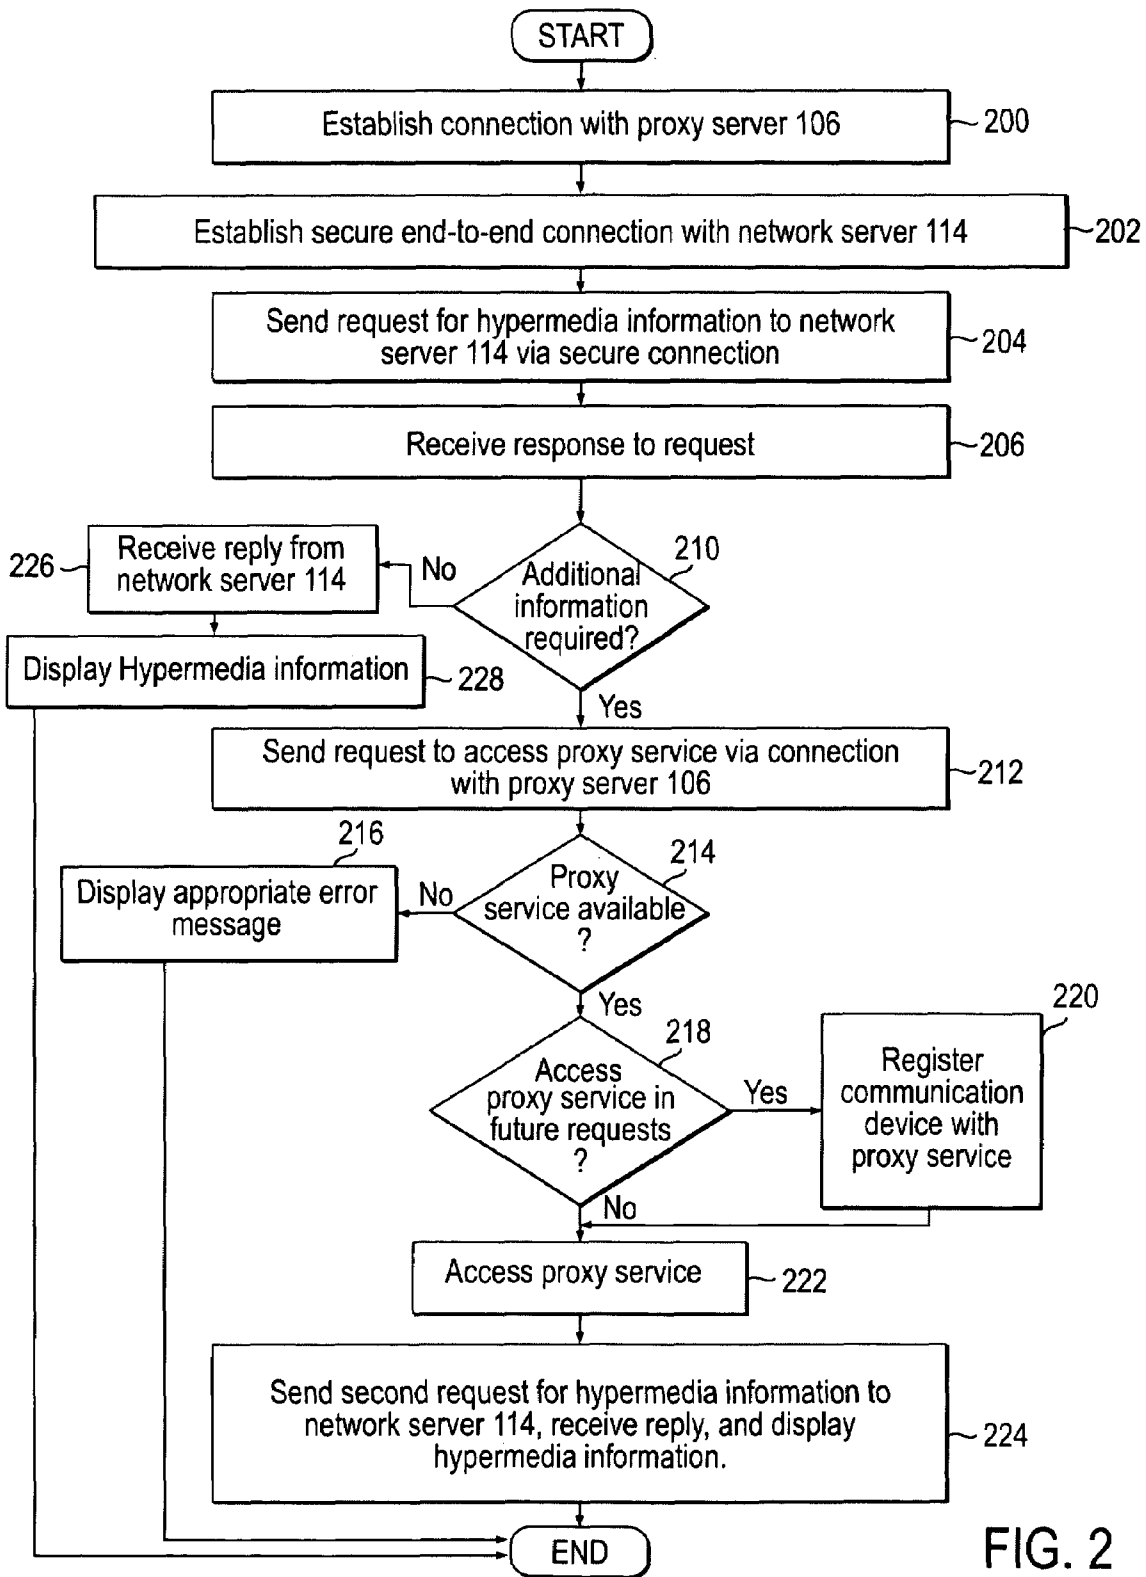 START
Establish connection with proxy server 106
200
Establish secure end-to-end connection with network server 114
202
Send request for hypermedia information to network
server 114 via secure connection
204
Receive response to request
206
210
Additional
information
required?
No
226
Receive reply from
network server 114
Display Hypermedia information
228
Yes
Send request to access proxy service via connection
with proxy server 106
212
216
214
Proxy
service available
?
No
Display appropriate error
message
Yes
218
Access
proxy service in
future requests
?
Yes
220
Register
communication
device with
proxy service
No
Access proxy service
222
Send second request for hypermedia information to
network server 114, receive reply, and display
hypermedia information.
224
END
FIG. 2